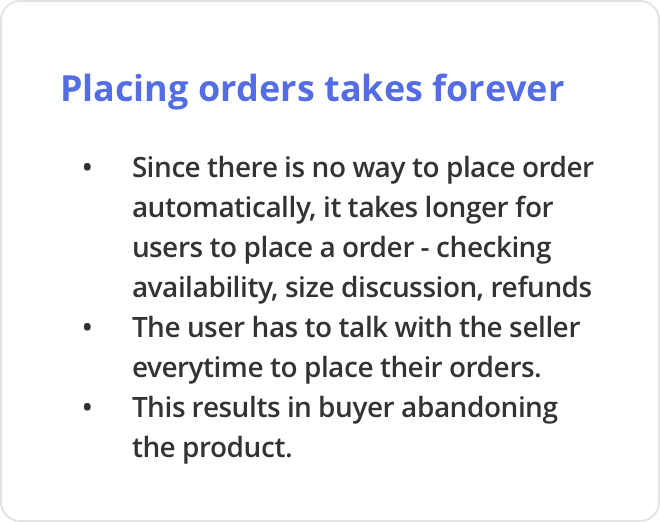 Placing orders takes forever
• Since there is no way to place order
automatically, it takes longer for
users to place a order - checking
availability, size discussion, refunds
• The user has to talk with the seller
everytime to place their orders.
• This results in buyer abandoning
the product.